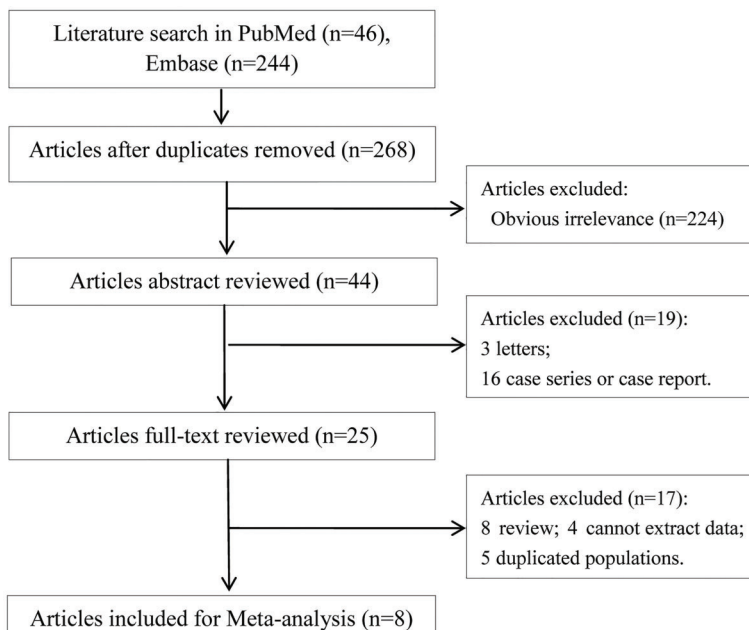 Literature search in PubMed (n=46),
Embase (n=244)
Articles after duplicates removed (n=268)
Articles excluded:
Obvious irrelevance (n=224)
Articles abstract reviewed (n=44)
Articles excluded (n=19):
3 letters;
16 case series or case report.
Articles full-text reviewed (n=25)
Articles excluded (n=17):
8 review; 4 cannot extract data;
5 duplicated populations.
Articles included for Meta-analysis (n=8)